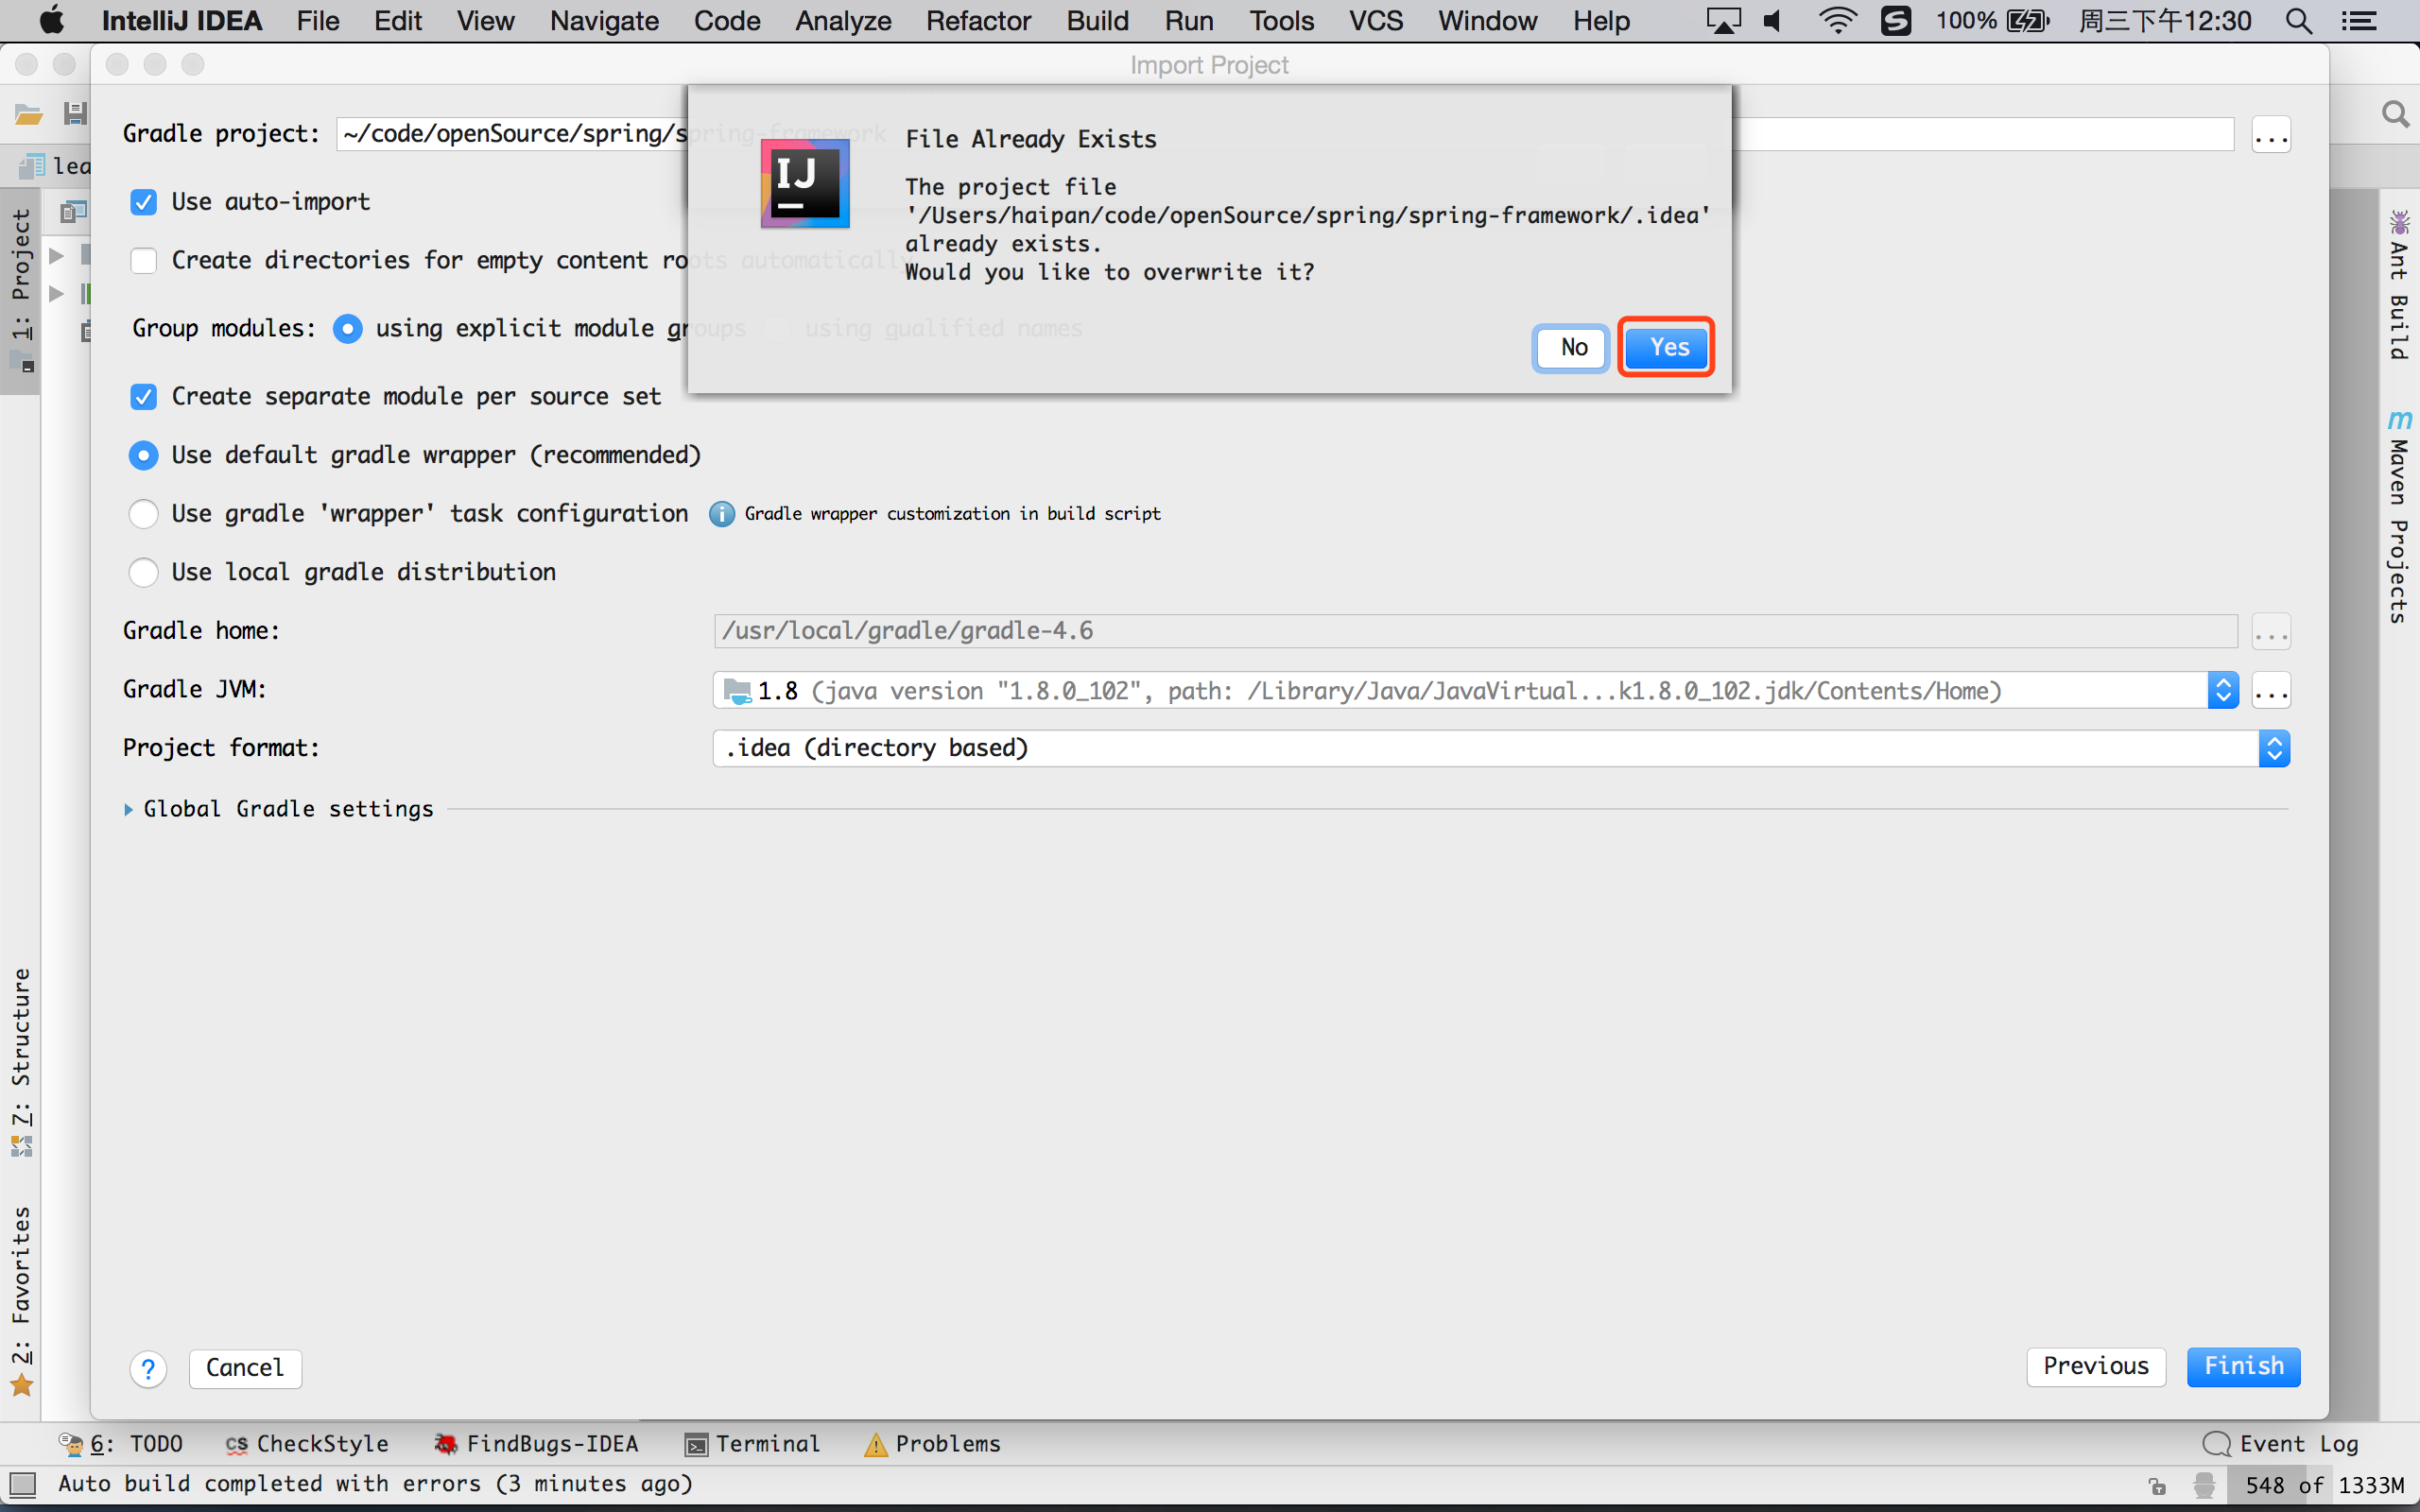 IntelliJ IDEA File Edit View Navigate Code Analyze Refactor Build Run Tools VCS Window Help 100% 周三下午12:30
Import Project
Gradle project: ~/code/openSource/spring/spring-framework ...
lea
Use auto-import
Create directories for empty content roots automatically
Group modules: using explicit module groups using qualified names
Create separate module per source set
Use default gradle wrapper (recommended)
Use gradle 'wrapper' task configuration Gradle wrapper customization in build script
Use local gradle distribution
Gradle home: /usr/local/gradle/gradle-4.6 ...
Gradle JVM: 1.8 (java version "1.8.0_102", path: /Library/Java/JavaVirtual...k1.8.0_102.jdk/Contents/Home) ...
Project format: .idea (directory based)
Global Gradle settings
IJ
File Already Exists
The project file
'/Users/haipan/code/openSource/spring/spring-framework/.idea'
already exists.
Would you like to overwrite it?
No Yes
? Cancel Previous Finish
1: Project
7: Structure
2: Favorites
Ant Build
m Maven Projects
6: TODO CS CheckStyle FindBugs-IDEA Terminal Problems Event Log
Auto build completed with errors (3 minutes ago) 548 of 1333M